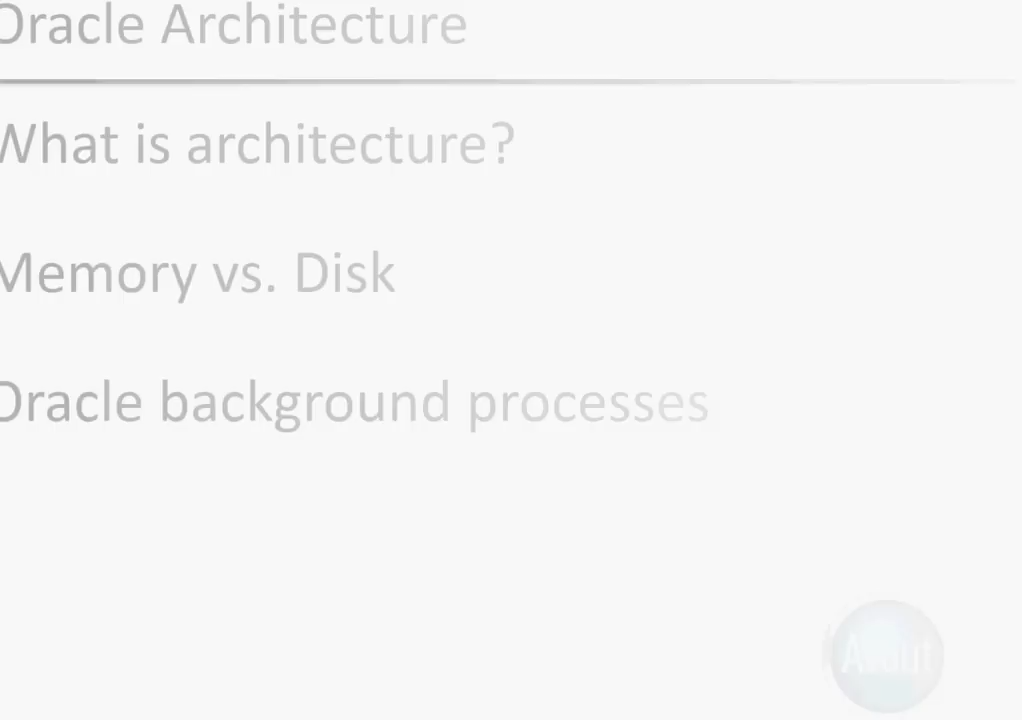 Oracle Architecture
What is architecture?
Memory vs. Disk
Oracle background processes